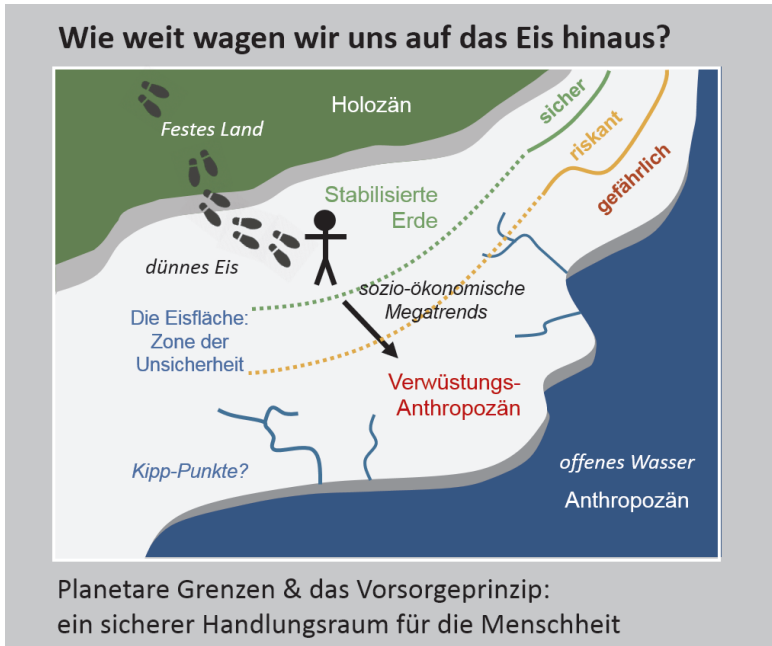 Wie weit wagen wir uns auf das Eis hinaus?
Holozän
Festes Land
sicher
riskant
gefährlich
Stabilisierte
Erde
dünnes Eis
sozio-ökonomische
Megatrends
Die Eisfläche:
Zone der
Unsicherheit
Verwüstungs-
Anthropozän
Kipp-Punkte?
offenes Wasser
Anthropozän
Planetare Grenzen & das Vorsorgeprinzip:
ein sicherer Handlungsraum für die Menschheit